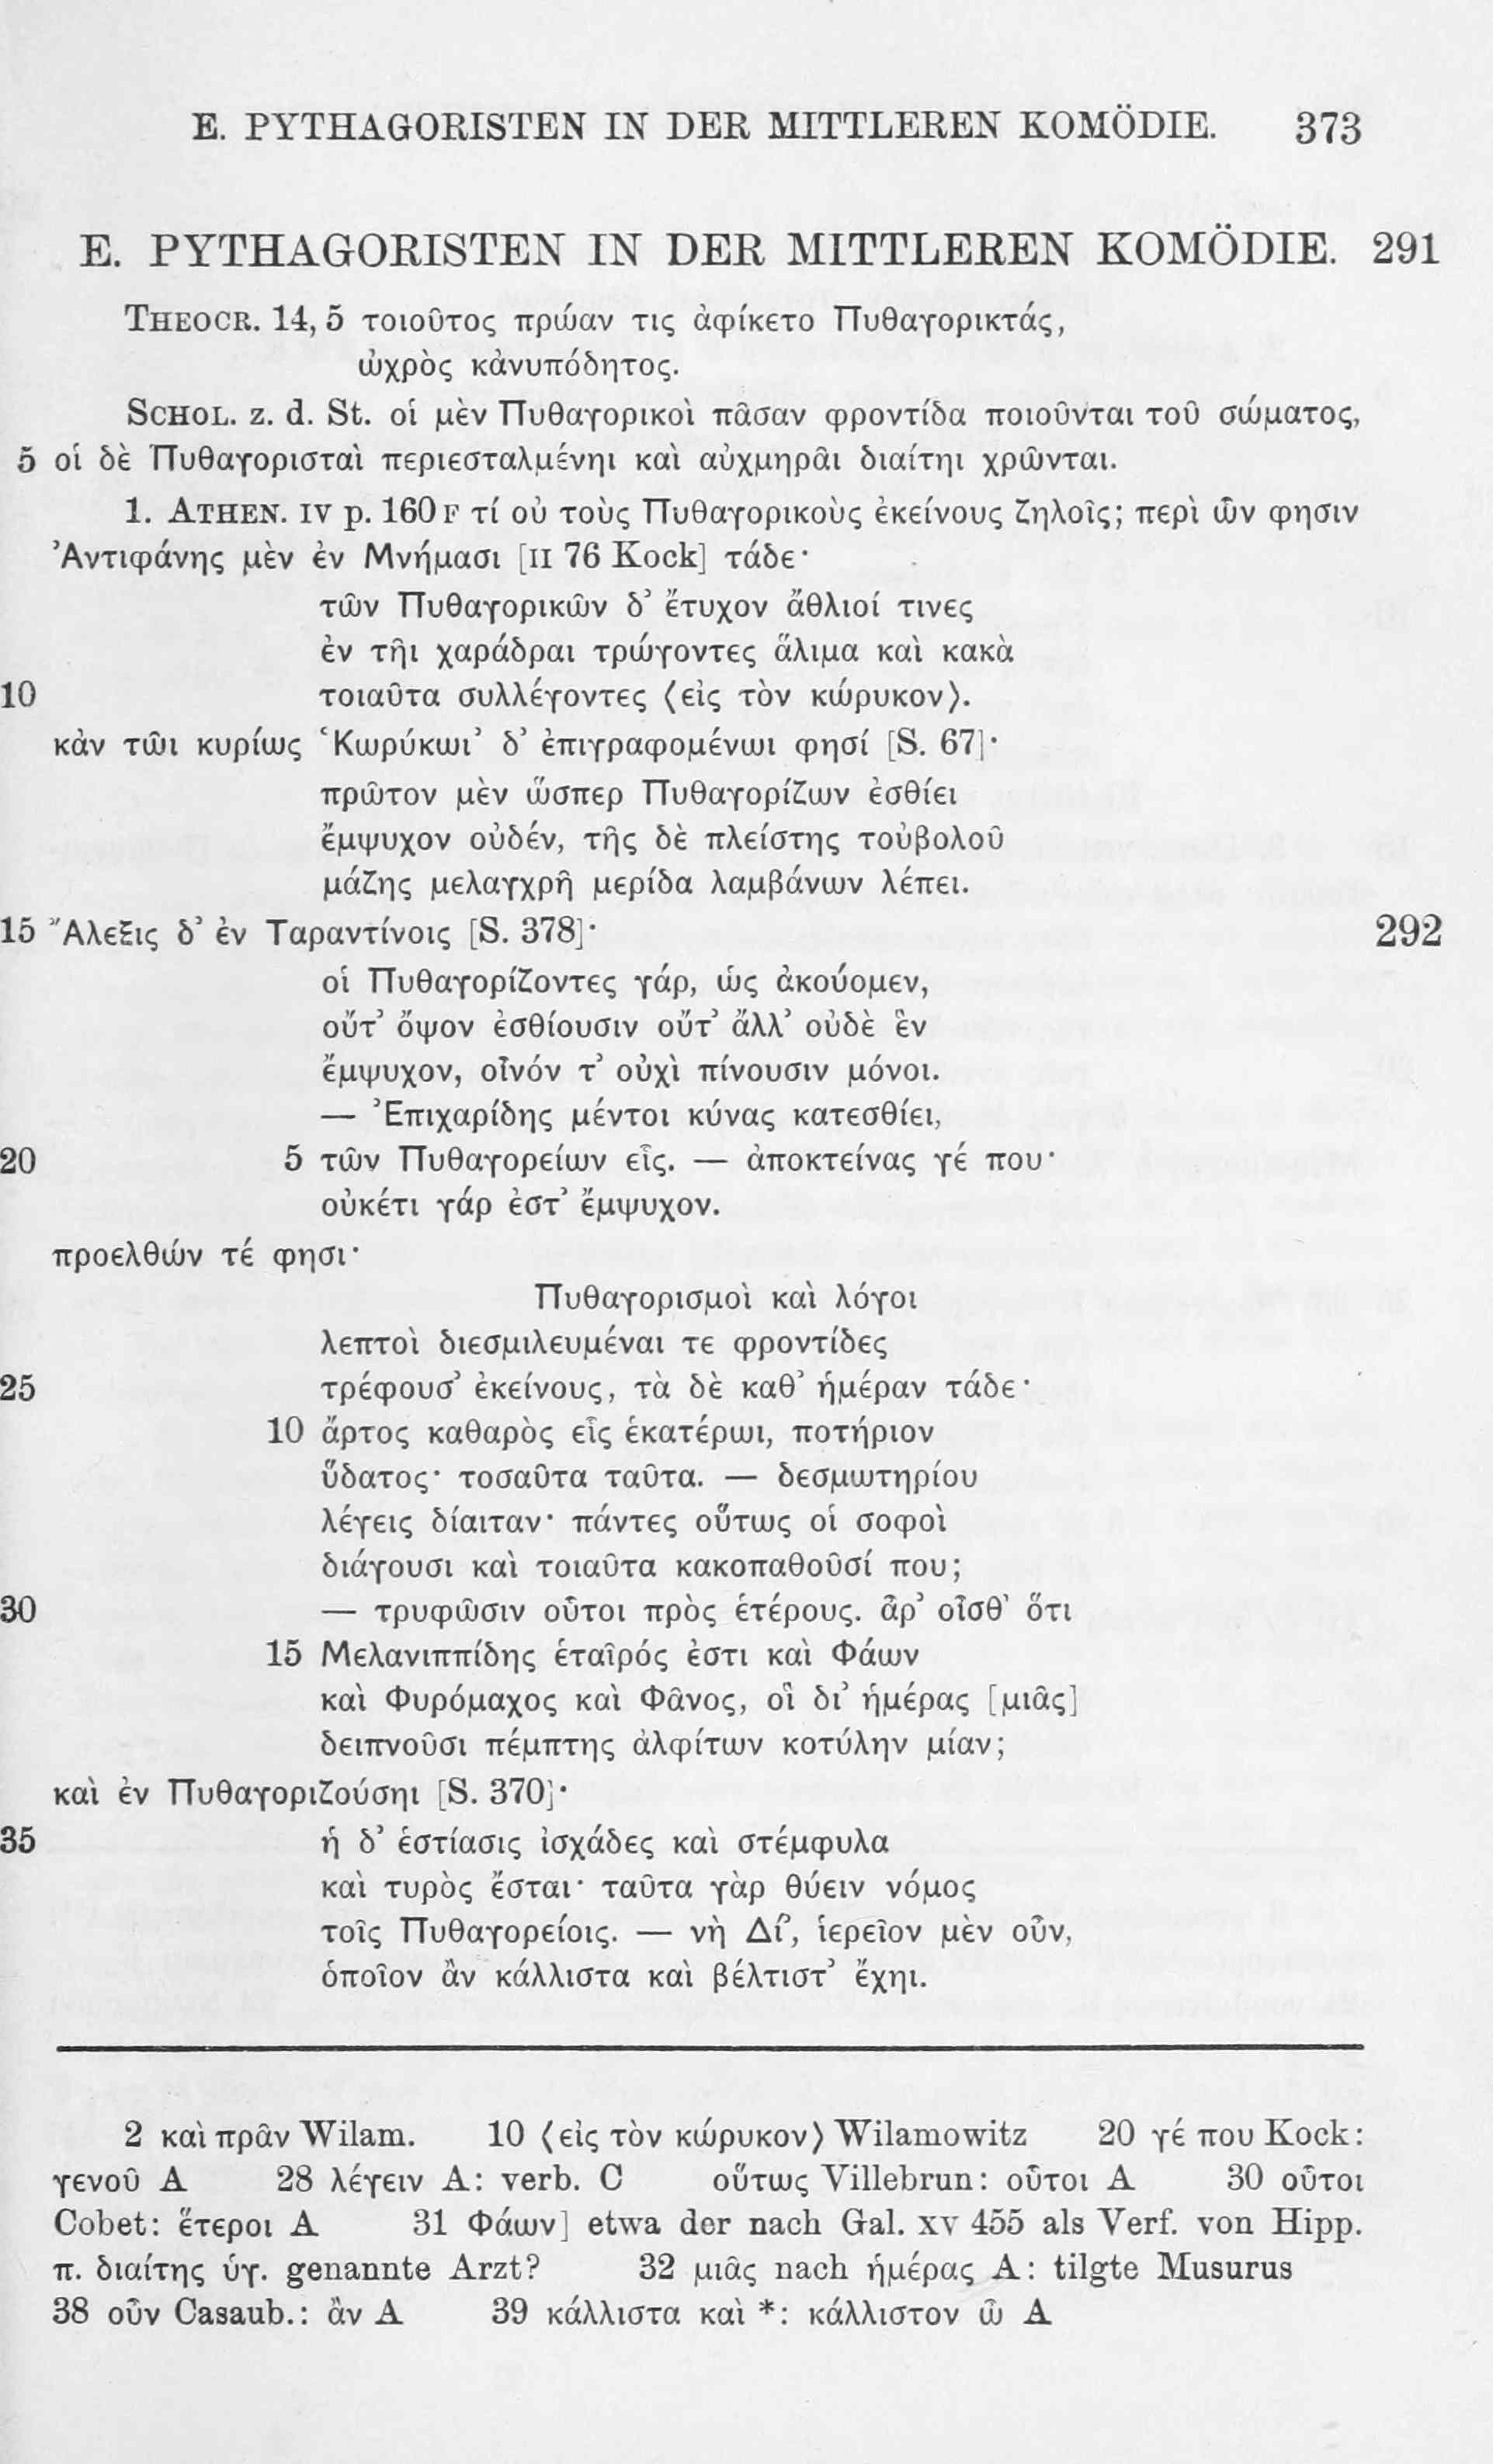 E. PYTHAGORISTEN IN DER MITTLEREN KOMÖDIE. 373
E. PYTHAGORISTEN IN DER MITTLEREN KOMÖDIE. 291
THEOCR. 14, 5 τοιοῦτος πρώαν τις ἀφίκετο Πυθαγορικτάς,
ὠχρὸς κἀνυπόδητος.
SCHOL. z. d. St. οἱ μὲν Πυθαγορικοὶ πᾶσαν φροντίδα ποιοῦνται τοῦ σώματος,
5 οἱ δὲ Πυθαγορισταὶ περιεσταλμένηι καὶ αὐχμηρᾶι διαίτηι χρῶνται.
1. ATHEN. IV p. 160 F τί οὐ τοὺς Πυθαγορικοὺς ἐκείνους ζηλοῖς; περὶ ὧν φησιν
Ἀντιφάνης μὲν ἐν Μνήμασι [II 76 Kock] τάδε·
τῶν Πυθαγορικῶν δ' ἔτυχον ἄθλιοί τινες
ἐν τῆι χαράδραι τρώγοντες ἅλιμα καὶ κακὰ
10 τοιαῦτα συλλέγοντες ⟨εἰς τὸν κώρυκον⟩.
κἀν τῶι κυρίως ‘Κωρύκωι’ δ' ἐπιγραφομένωι φησί [S. 67]·
πρῶτον μὲν ὥσπερ Πυθαγορίζων ἐσθίει
ἔμψυχον οὐδέν, τῆς δὲ πλείστης τοὐβολοῦ
μάζης μελαγχρῆ μερίδα λαμβάνων λέπει.
15 Ἄλεξις δ' ἐν Ταραντίνοις [S. 378]· 292
οἱ Πυθαγορίζοντες γάρ, ὡς ἀκούομεν,
οὔτ' ὄψον ἐσθίουσιν οὔτ' ἄλλ' οὐδὲ ἓν
ἔμψυχον, οἶνόν τ' οὐχὶ πίνουσιν μόνοι.
— Ἐπιχαρίδης μέντοι κύνας κατεσθίει,
20 5 τῶν Πυθαγορείων εἷς. — ἀποκτείνας γέ που·
οὐκέτι γάρ ἐστ' ἔμψυχον.
προελθών τέ φησι·
Πυθαγορισμοὶ καὶ λόγοι
λεπτοὶ διεσμιλευμέναι τε φροντίδες
25 τρέφουσ' ἐκείνους, τὰ δὲ καθ' ἡμέραν τάδε·
10 ἄρτος καθαρὸς εἷς ἑκατέρωι, ποτήριον
ὕδατος· τοσαῦτα ταῦτα. — δεσμωτηρίου
λέγεις δίαιταν· πάντες οὕτως οἱ σοφοὶ
διάγουσι καὶ τοιαῦτα κακοπαθοῦσί που;
30 — τρυφῶσιν οὗτοι πρὸς ἑτέρους. ἆρ' οἶσθ' ὅτι
15 Μελανιππίδης ἑταῖρός ἐστι καὶ Φάων
καὶ Φυρόμαχος καὶ Φᾶνος, οἳ δι' ἡμέρας [μιᾶς]
δειπνοῦσι πέμπτης ἀλφίτων κοτύλην μίαν;
καὶ ἐν Πυθαγοριζούσηι [S. 370]·
35 ἡ δ' ἑστίασις ἰσχάδες καὶ στέμφυλα
καὶ τυρὸς ἔσται· ταῦτα γὰρ θύειν νόμος
τοῖς Πυθαγορείοις. — νὴ Δί', ἱερεῖον μὲν οὖν,
ὁποῖον ἂν κάλλιστα καὶ βέλτιστ' ἔχηι.
2 καὶ πρᾶν Wilam. 10 ⟨εἰς τὸν κώρυκον⟩ Wilamowitz 20 γέ που Kock:
γενοῦ A 28 λέγειν A: verb. C οὕτως Villebrun: οὗτοι A 30 οὗτοι
Cobet: ἕτεροι A 31 Φάων] etwa der nach Gal. XV 455 als Verf. von Hipp.
π. διαίτης ὑγ. genannte Arzt? 32 μιᾶς nach ἡμέρας A: tilgte Musurus
38 οὖν Casaub.: ἂν A 39 κάλλιστα καὶ *: κάλλιστον ὦ A